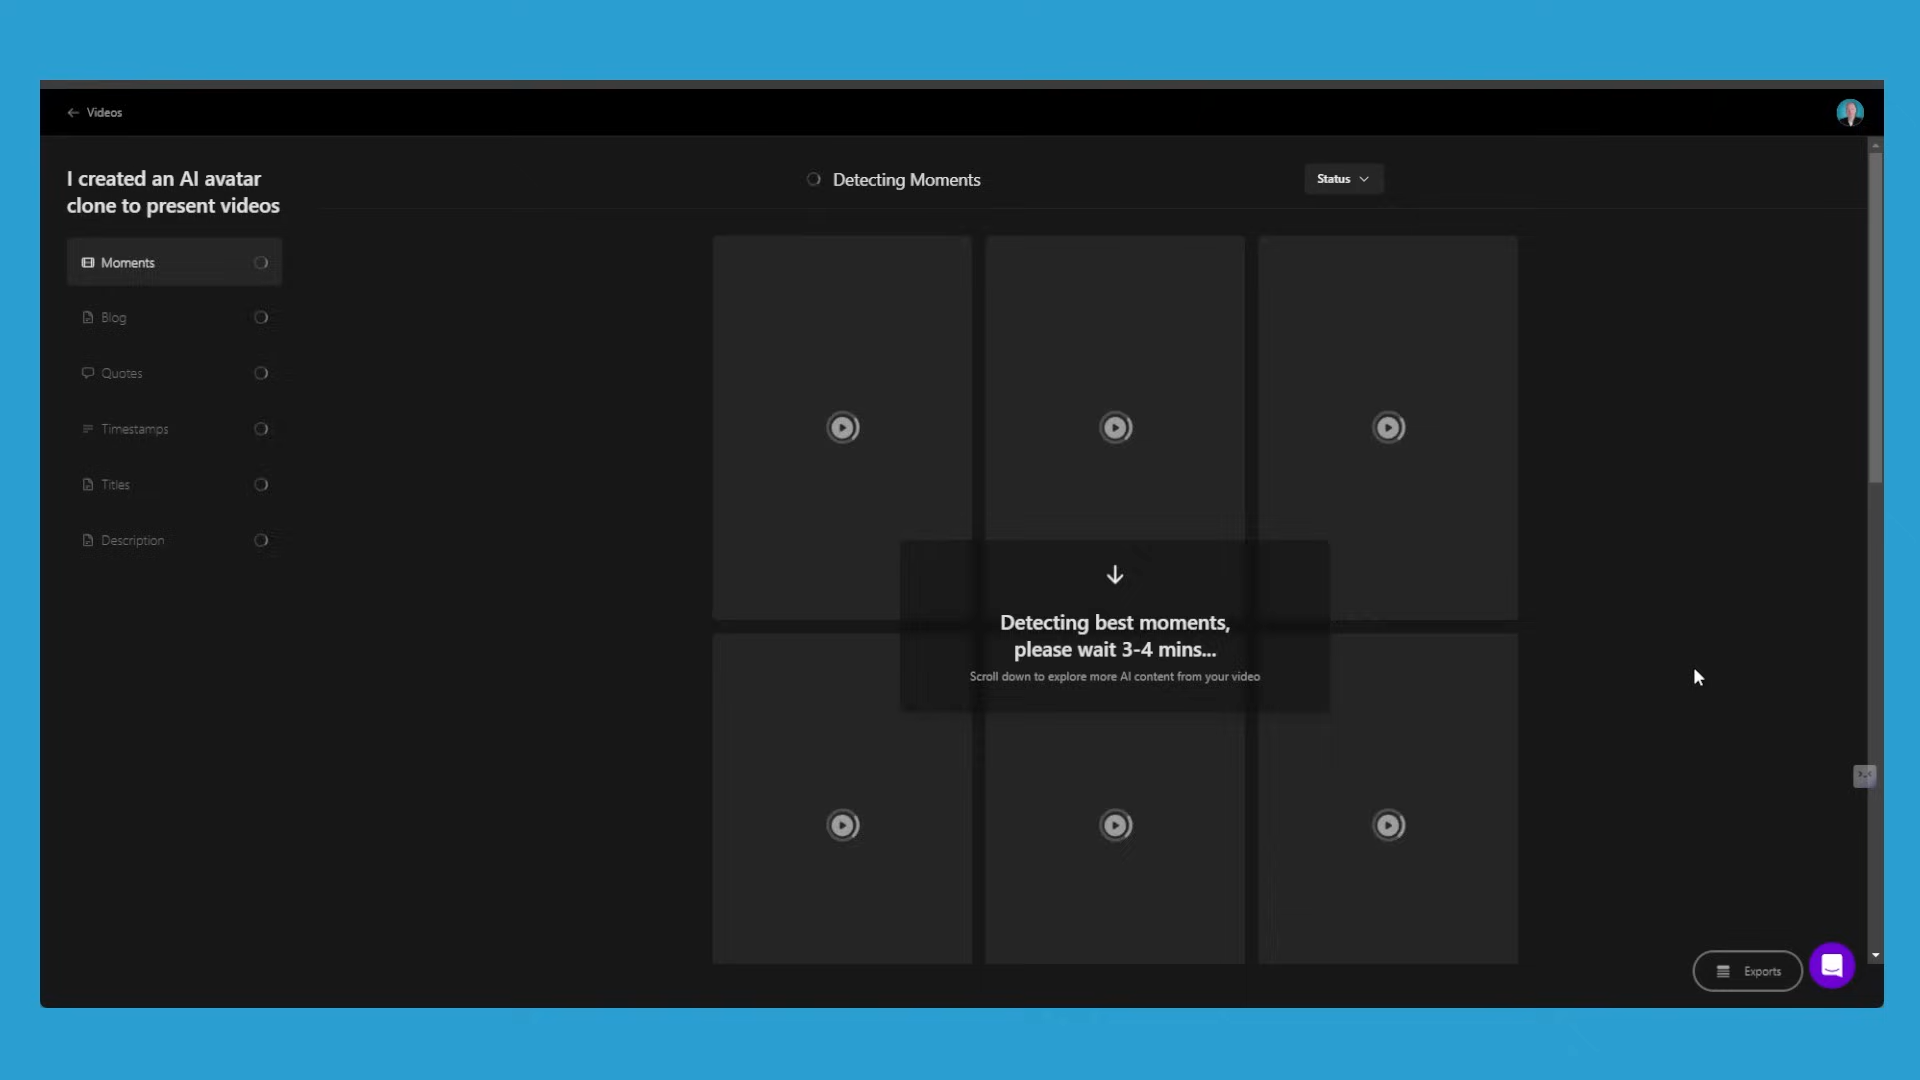 Videos
I created an AI avatar
clone to present videos
Detecting Moments
Status
Moments
Blog
Quotes
Timestamps
Titles
Description
Detecting best moments,
please wait 3-4 mins...
Scroll down to explore more AI content from your video
Exports